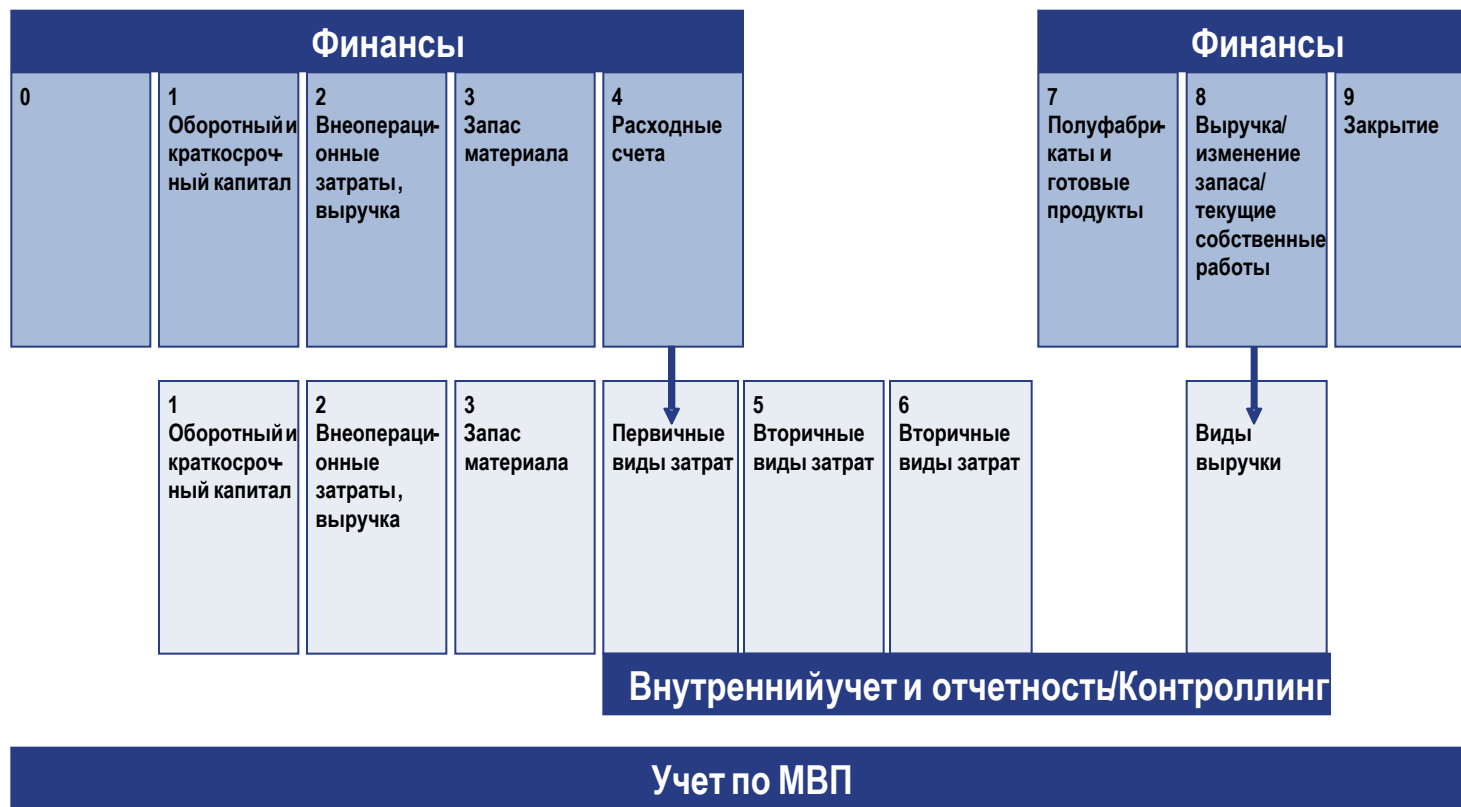 Финансы
Финансы
0
1
Оборотный и
краткосроч-
ный капитал
2
Внеопераци-
онные
затраты,
выручка
3
Запас
материала
4
Расходные
счета
7
Полуфабри-
каты и
готовые
продукты
8
Выручка/
изменение
запаса/
текущие
собственные
работы
9
Закрытие
1
Оборотный и
краткосроч-
ный капитал
2
Внеопераци-
онные
затраты,
выручка
3
Запас
материала
Первичные
виды затрат
5
Вторичные
виды затрат
6
Вторичные
виды затрат
Виды
выручки
Внутренний учет и отчетность/Контроллинг
Учет по МВП